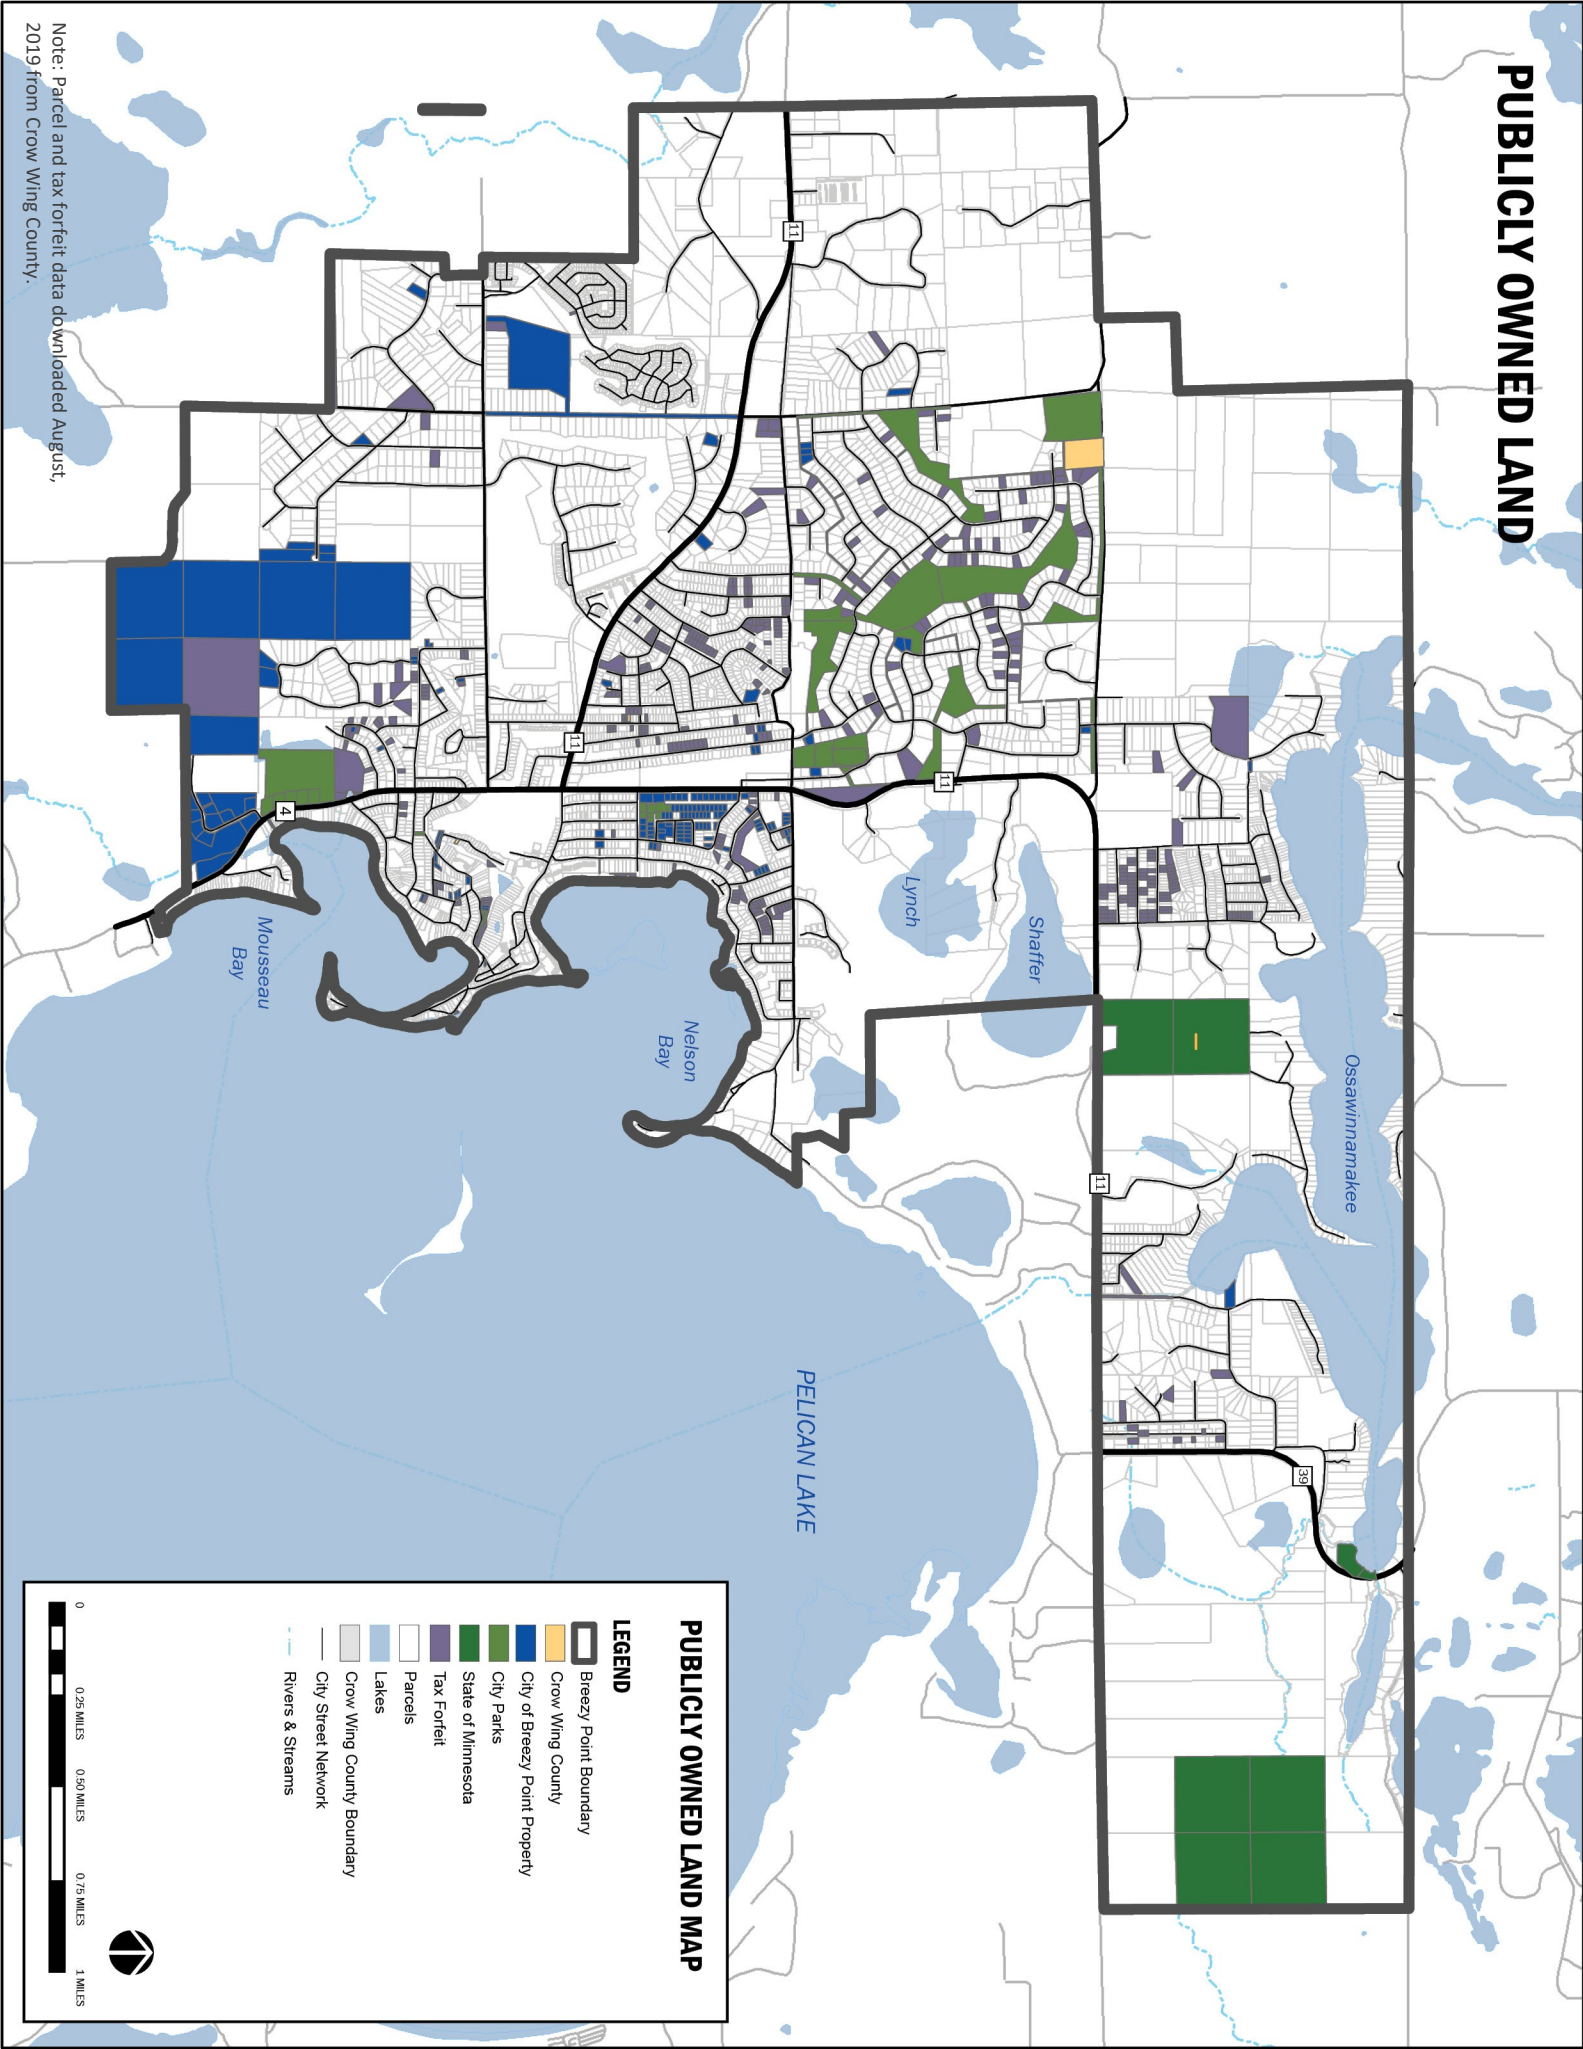 PUBLICLY OWNED LAND
11
11
11
11
4
39
Lynch
Shaffer
Ossawinnamakee
Mousseau
Bay
Nelson
Bay
PELICAN LAKE
Note: Parcel and tax forfeit data downloaded August,
2019 from Crow Wing County.
PUBLICLY OWNED LAND MAP
LEGEND
Breezy Point Boundary
Crow Wing County
City of Breezy Point Property
City Parks
State of Minnesota
Tax Forfeit
Parcels
Lakes
Crow Wing County Boundary
City Street Network
Rivers & Streams
0
0.25 MILES
0.50 MILES
0.75 MILES
1 MILES